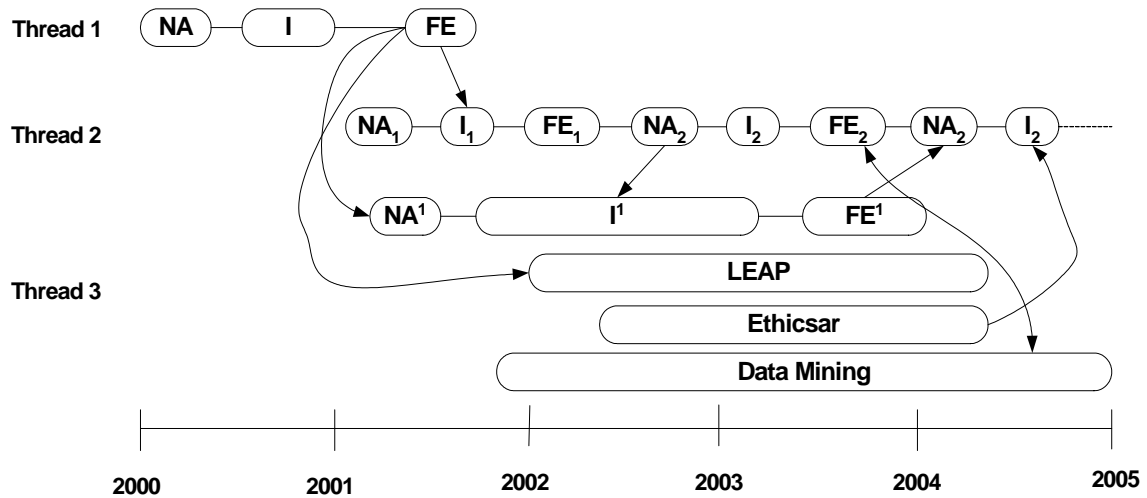 Thread 1 NA I FE
Thread 2 NA₁ I₁ FE₁ NA₂ I₂ FE₂ NA₂ I₂
NA¹ I¹ FE¹
LEAP
Thread 3
Ethicsar
Data Mining
2000 2001 2002 2003 2004 2005